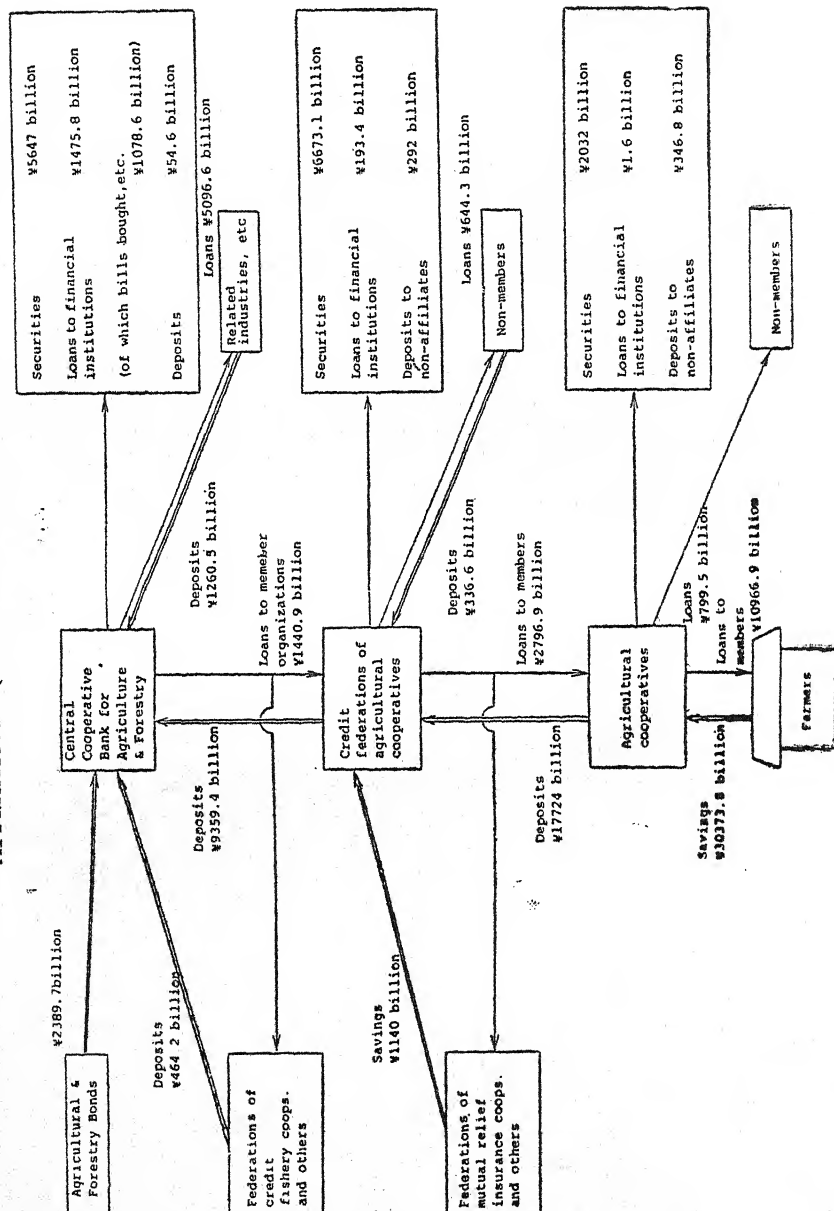 Agricultural &
Forestry Bonds
¥2389.7billion
Central
Cooperative
Bank for
Agriculture
& Forestry
Securities ¥5647 billion
Loans to financial ¥1475.8 billion
institutions
(of which bills bought,etc.
¥1078.6 billion)
Deposits ¥54.6 billion
Loans ¥5096.6 billion
Related
industries, etc
Deposits
¥1260.5 billion
Deposits
¥464 2 billion
Federations of
credit
fishery coops.
and others
Deposits
¥9359.4 billion
Loans to memeber
organizations
¥1440.9 billion
Credit
federations of
agricultural
cooperatives
Securities ¥6673.1 billion
Loans to financial ¥193.4 billion
institutions
Deposits to ¥292 billion
non-affiliates
Loans ¥644.3 billion
Non-members
Deposits
¥336.6 billion
Savings
¥1140 billion
Federations of
mutual relief
insurance coops.
and others
Deposits
¥17724 billion
Loans to members
¥2796.9 billion
Agricultural
cooperatives
Securities ¥2032 billion
Loans to financial ¥1.6 billion
institutions
Deposits to ¥346.8 billion
non-affiliates
Loans
¥799.5 billion
Non-members
Savings
¥30373.8 billion
Loans to
members
¥10966.9 billion
Farmers